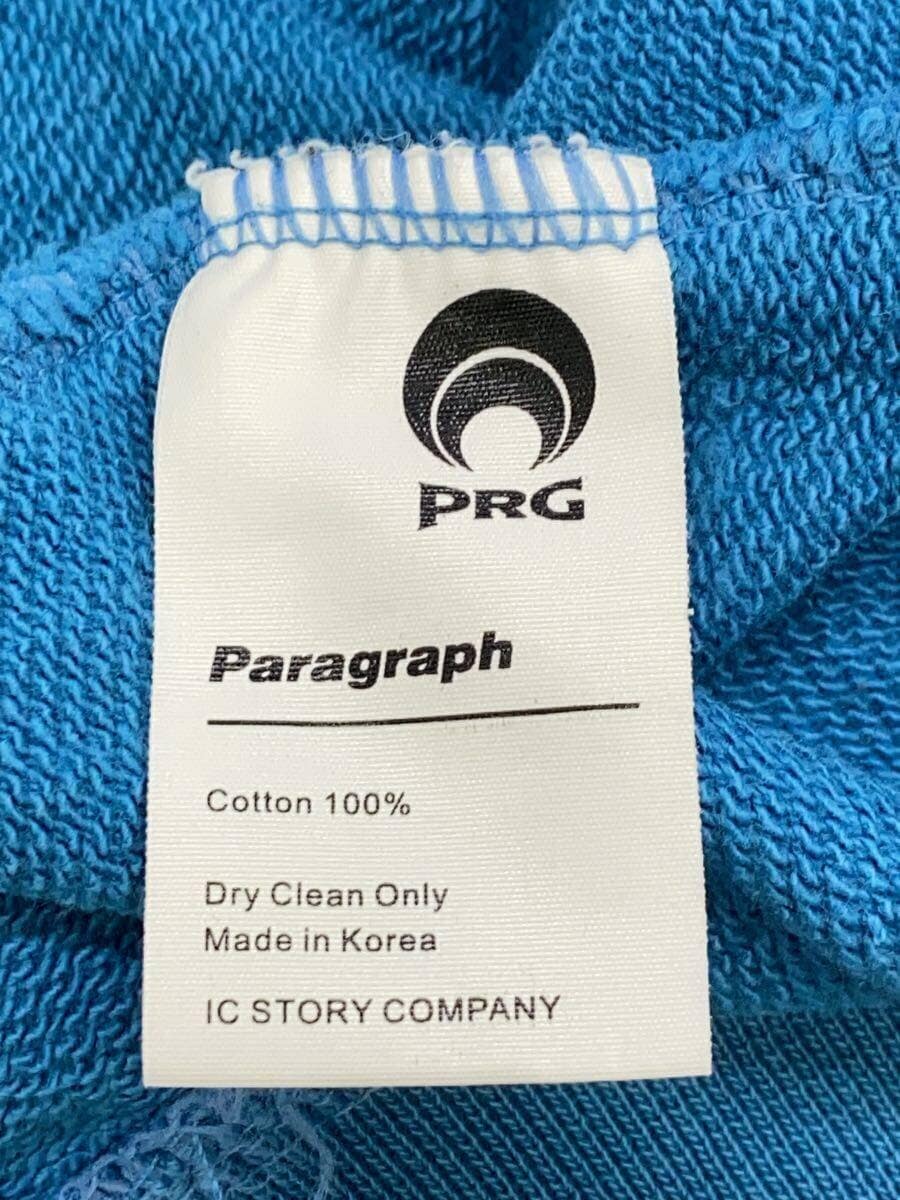 PRG
Paragraph
Cotton 100%
Dry Clean Only
Made in Korea
IC STORY COMPANY